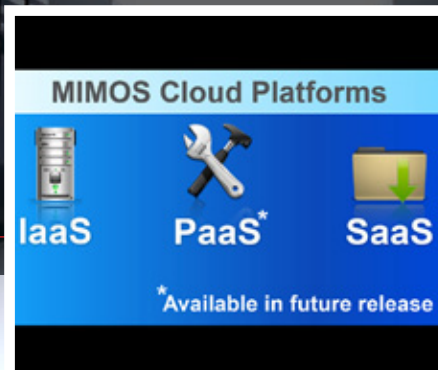 MIMOS Cloud Platforms
IaaS PaaS* SaaS
*Available in future release